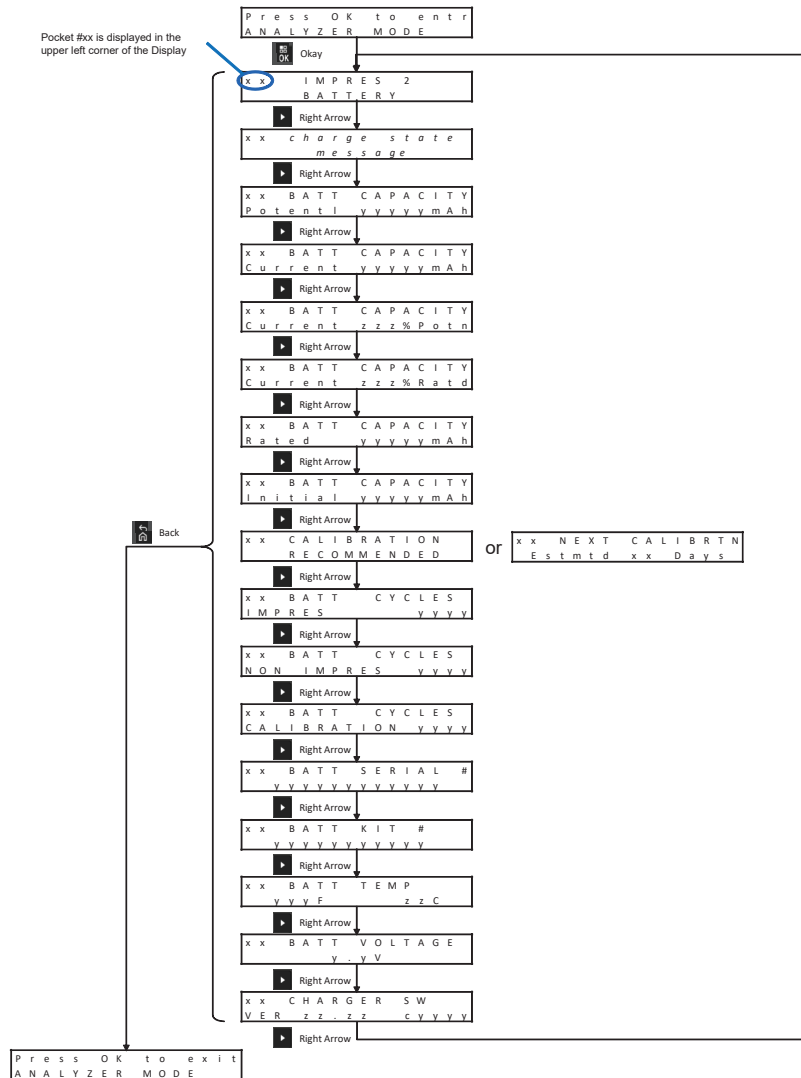 Press OK to entr
ANALYZER MODE
Pocket #xx is displayed in the
upper left corner of the Display
OK
Okay
xx IMPRES 2
BATTERY
Right Arrow
xx charge state
message
Right Arrow
xx BATT CAPACITY
Potentl yyyyymAh
Right Arrow
xx BATT CAPACITY
Current yyyyymAh
Right Arrow
xx BATT CAPACITY
Current zzz%Potn
Right Arrow
xx BATT CAPACITY
Current zzz%Ratd
Right Arrow
xx BATT CAPACITY
Rated yyyyymAh
Right Arrow
xx BATT CAPACITY
Initial yyyyymAh
Right Arrow
Back
xx CALIBRATION
RECOMMENDED
or
xx NEXT CALIBRTN
Estmtd xx Days
Right Arrow
xx BATT CYCLES
IMPRES yyyy
Right Arrow
xx BATT CYCLES
NON IMPRES yyyy
Right Arrow
xx BATT CYCLES
CALIBRATION yyyy
Right Arrow
xx BATT SERIAL #
yyyyyyyyyyyy
Right Arrow
xx BATT KIT #
yyyyyyyyyyy
Right Arrow
xx BATT TEMP
yyyF zzC
Right Arrow
xx BATT VOLTAGE
y.yV
Right Arrow
xx CHARGER SW
VER zz.zz cyyyy
Right Arrow
Press OK to exit
ANALYZER MODE